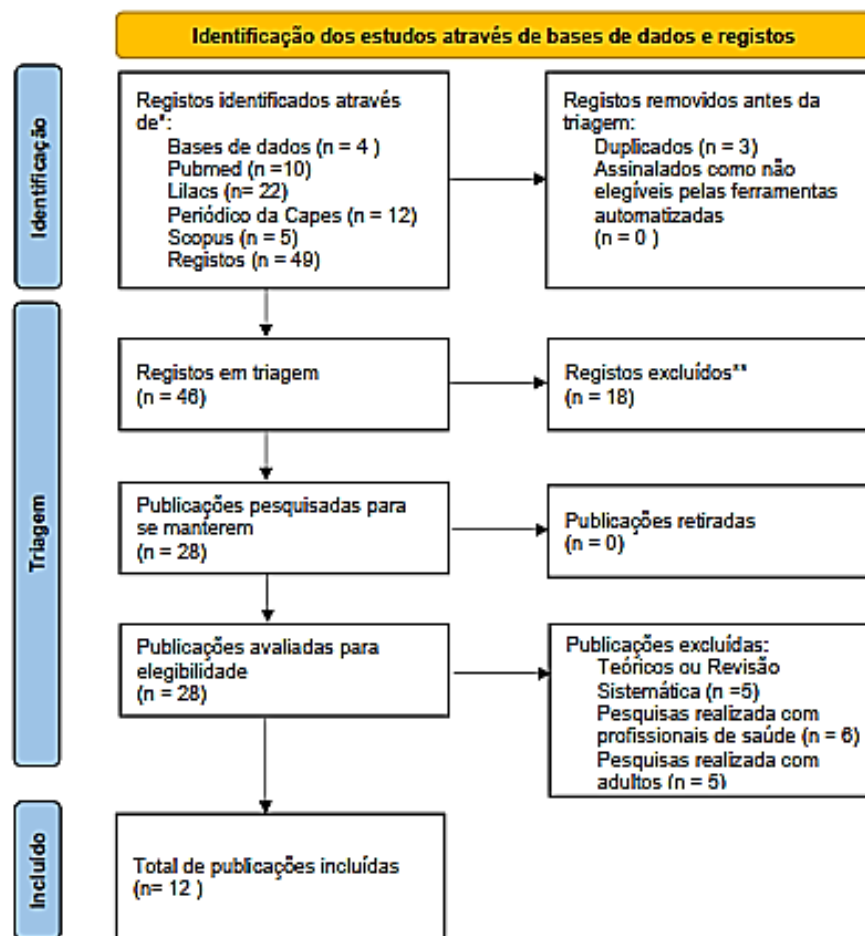 Identificação dos estudos através de bases de dados e registos
Identificação
Registos identificados através
de*:
Bases de dados (n = 4 )
Pubmed (n =10)
Lilacs (n= 22)
Periódico da Capes (n = 12)
Scopus (n = 5)
Registos (n = 49)
Registos removidos antes da
triagem:
Duplicados (n = 3)
Assinalados como não
elegíveis pelas ferramentas
automatizadas
(n = 0 )
Triagem
Registos em triagem
(n = 46)
Registos excluídos**
(n = 18)
Publicações pesquisadas para
se manterem
(n = 28)
Publicações retiradas
(n = 0)
Publicações avaliadas para
elegibilidade
(n = 28)
Publicações excluídas:
Teóricos ou Revisão
Sistemática (n =5)
Pesquisas realizada com
profissionais de saúde (n = 6)
Pesquisas realizada com
adultos (n = 5)
Incluído
Total de publicações incluídas
(n= 12 )